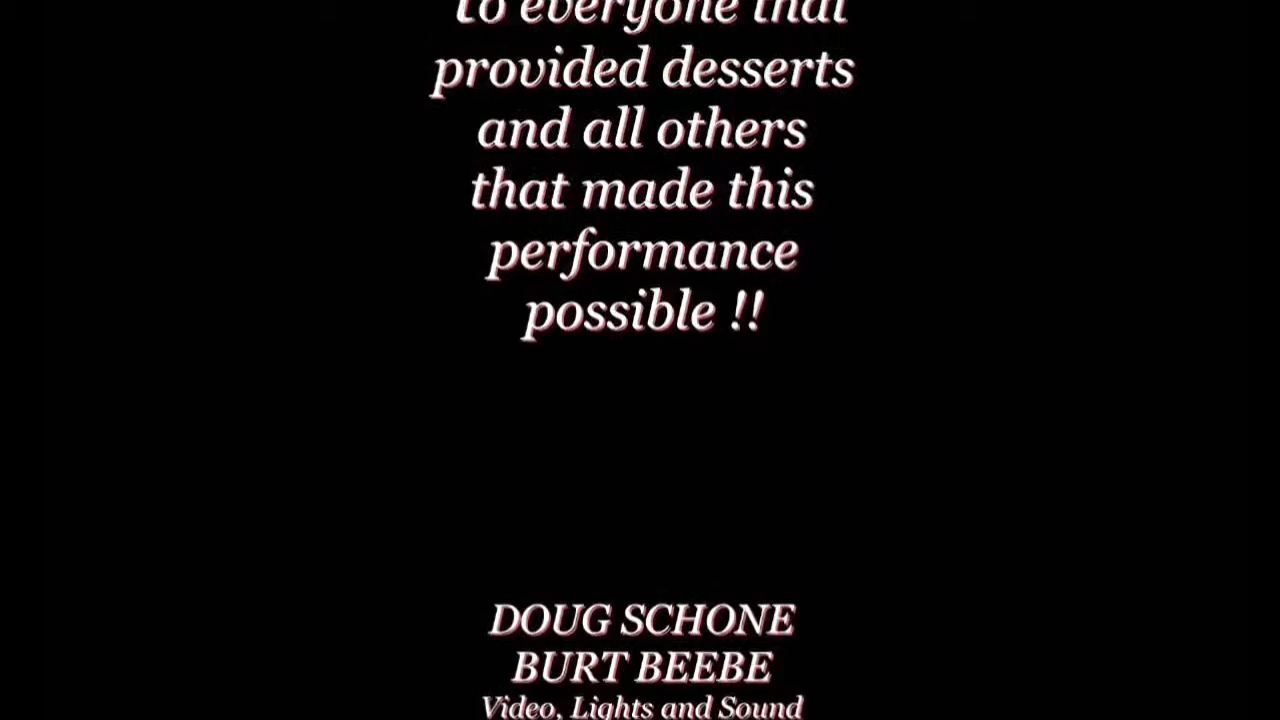 to everyone that
provided desserts
and all others
that made this
performance
possible !!
DOUG SCHONE
BURT BEEBE
Video, Lights and Sound